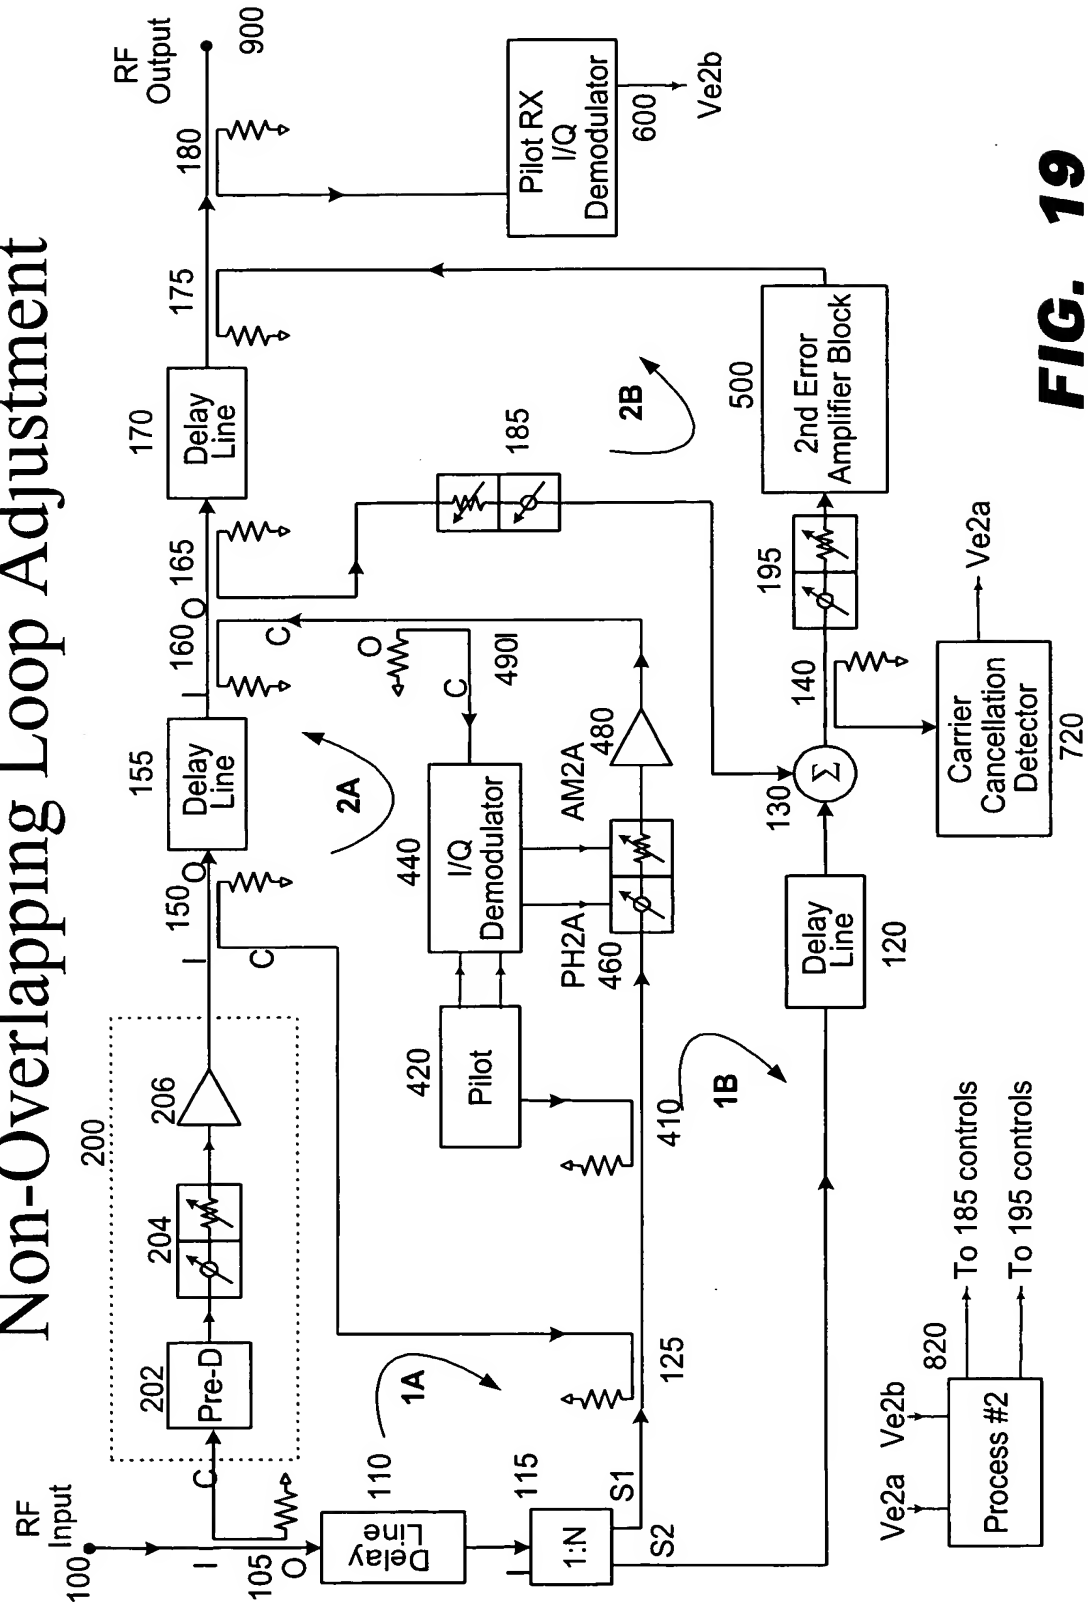 Non-Overlapping Loop Adjustment
RF
Input
100
I
C
105
O
Delay
Line
110
I
1:N
115
S1
S2
200
202
Pre-D
204
206
1A
125
I
150
O
C
155
Delay
Line
I
160
O
C
165
170
Delay
Line
175
180
RF
Output
900
Pilot RX
I/Q
Demodulator
600
Ve2b
2A
420
Pilot
410
440
I/Q
Demodulator
C
O
490I
PH2A
AM2A
460
480
185
2B
1B
Delay
Line
120
130
Σ
140
195
500
2nd Error
Amplifier Block
Carrier
Cancellation
Detector
720
Ve2a
Ve2a
Ve2b
Process #2
820
To 185 controls
To 195 controls
FIG. 19